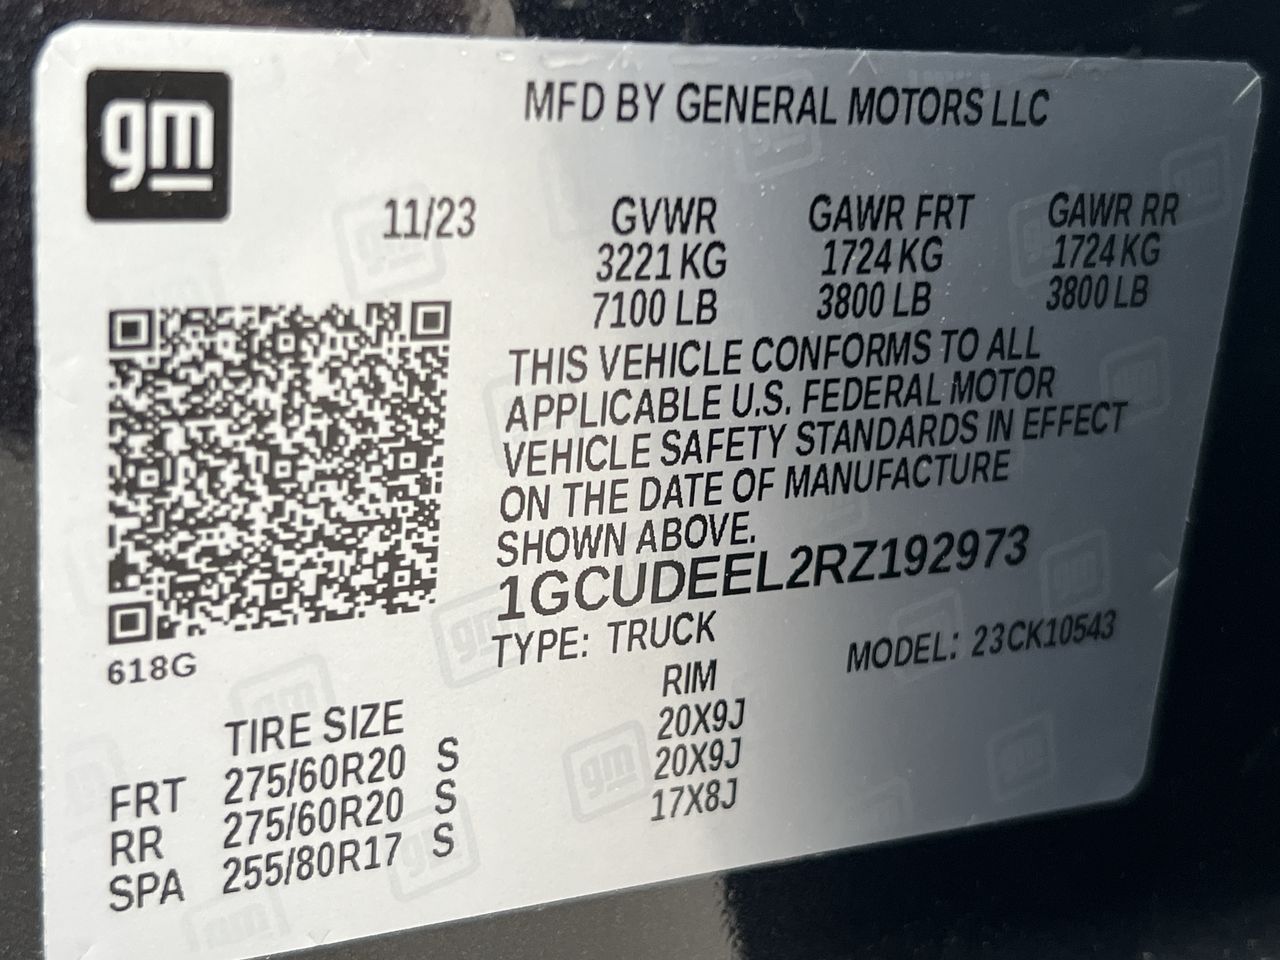 gm
MFD BY GENERAL MOTORS LLC
11/23 GVWR GAWR FRT GAWR RR
3221 KG 1724 KG 1724 KG
7100 LB 3800 LB 3800 LB
THIS VEHICLE CONFORMS TO ALL
APPLICABLE U.S. FEDERAL MOTOR
VEHICLE SAFETY STANDARDS IN EFFECT
ON THE DATE OF MANUFACTURE
SHOWN ABOVE.
1GCUDEEL2RZ192973
TYPE: TRUCK MODEL: 23CK10543
618G
TIRE SIZE RIM
FRT 275/60R20 S 20X9J
RR 275/60R20 S 20X9J
SPA 255/80R17 S 17X8J